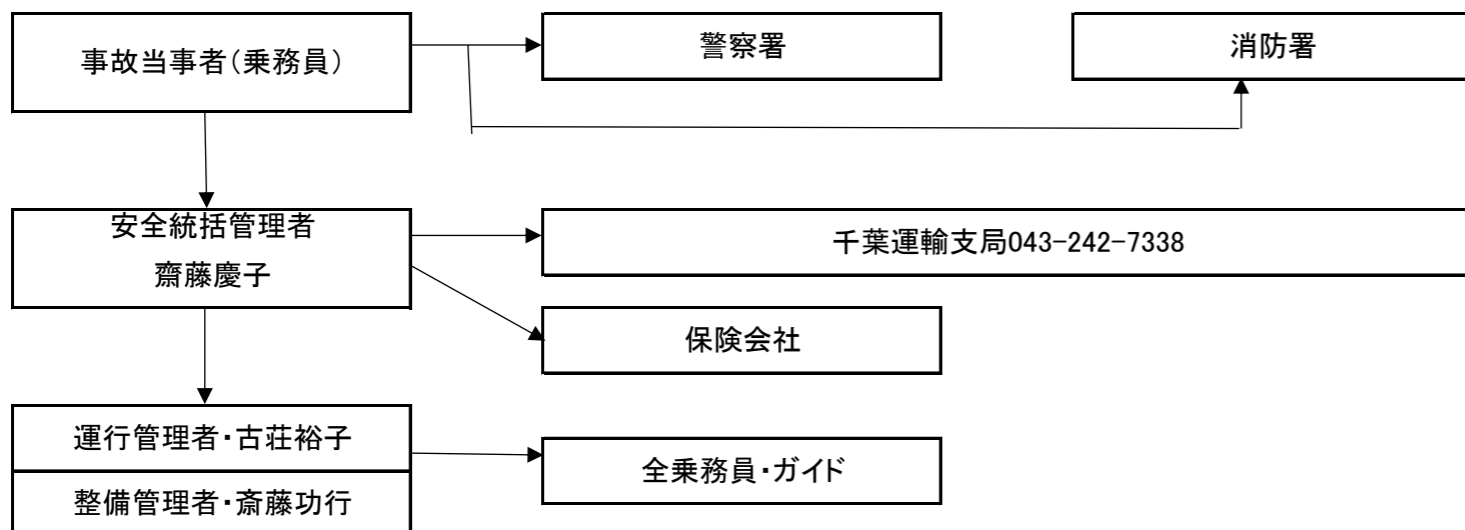 事故当事者（乗務員）
警察署
消防署
安全統括管理者
齋藤慶子
千葉運輸支局043-242-7338
保険会社
運行管理者・古荘裕子
全乗務員・ガイド
整備管理者・斎藤功行